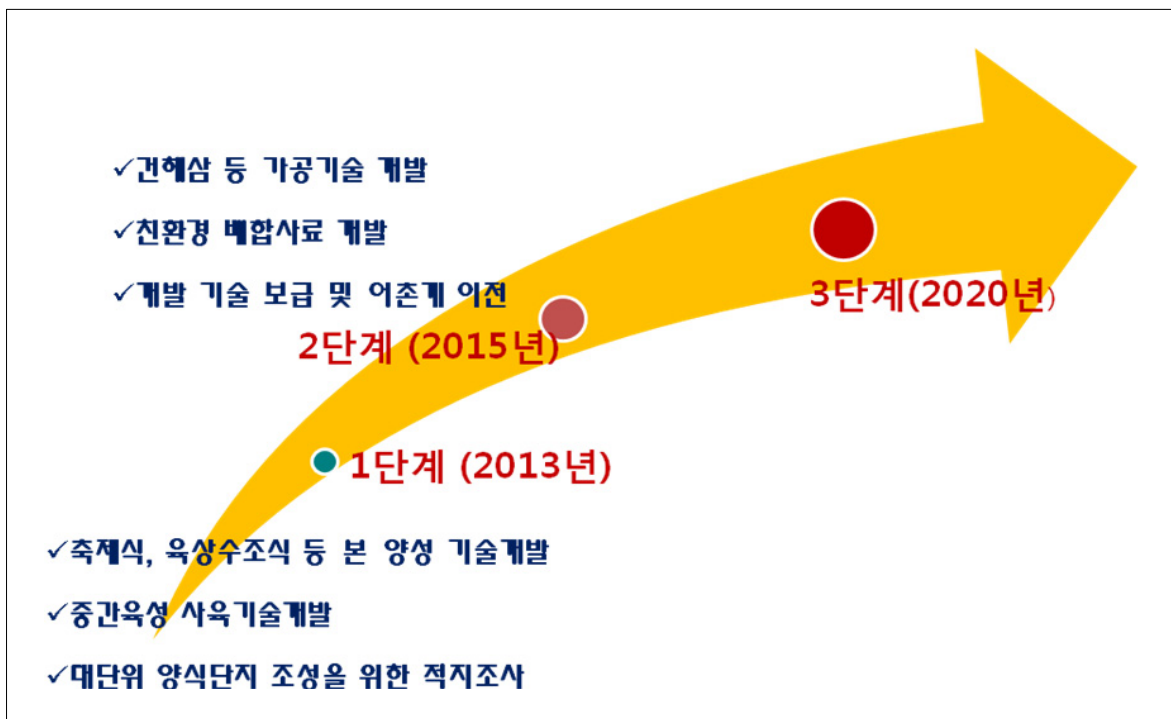 ✓건해삼 등 가공기술 개발
✓친환경 배합사료 개발
✓개발 기술 보급 및 어촌계 이전
3단계(2020년)
2단계 (2015년)
1단계 (2013년)
✓축제식, 육상수조식 등 본 양성 기술개발
✓중간육성 사육기술개발
✓대단위 양식단지 조성을 위한 적지조사